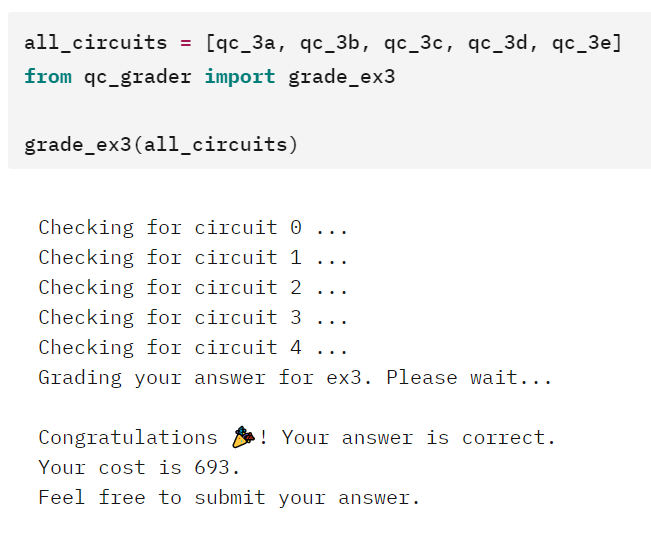 all_circuits = [qc_3a, qc_3b, qc_3c, qc_3d, qc_3e]
from qc_grader import grade_ex3
grade_ex3(all_circuits)
Checking for circuit 0 ...
Checking for circuit 1 ...
Checking for circuit 2 ...
Checking for circuit 3 ...
Checking for circuit 4 ...
Grading your answer for ex3. Please wait...
Congratulations 🎉! Your answer is correct.
Your cost is 693.
Feel free to submit your answer.